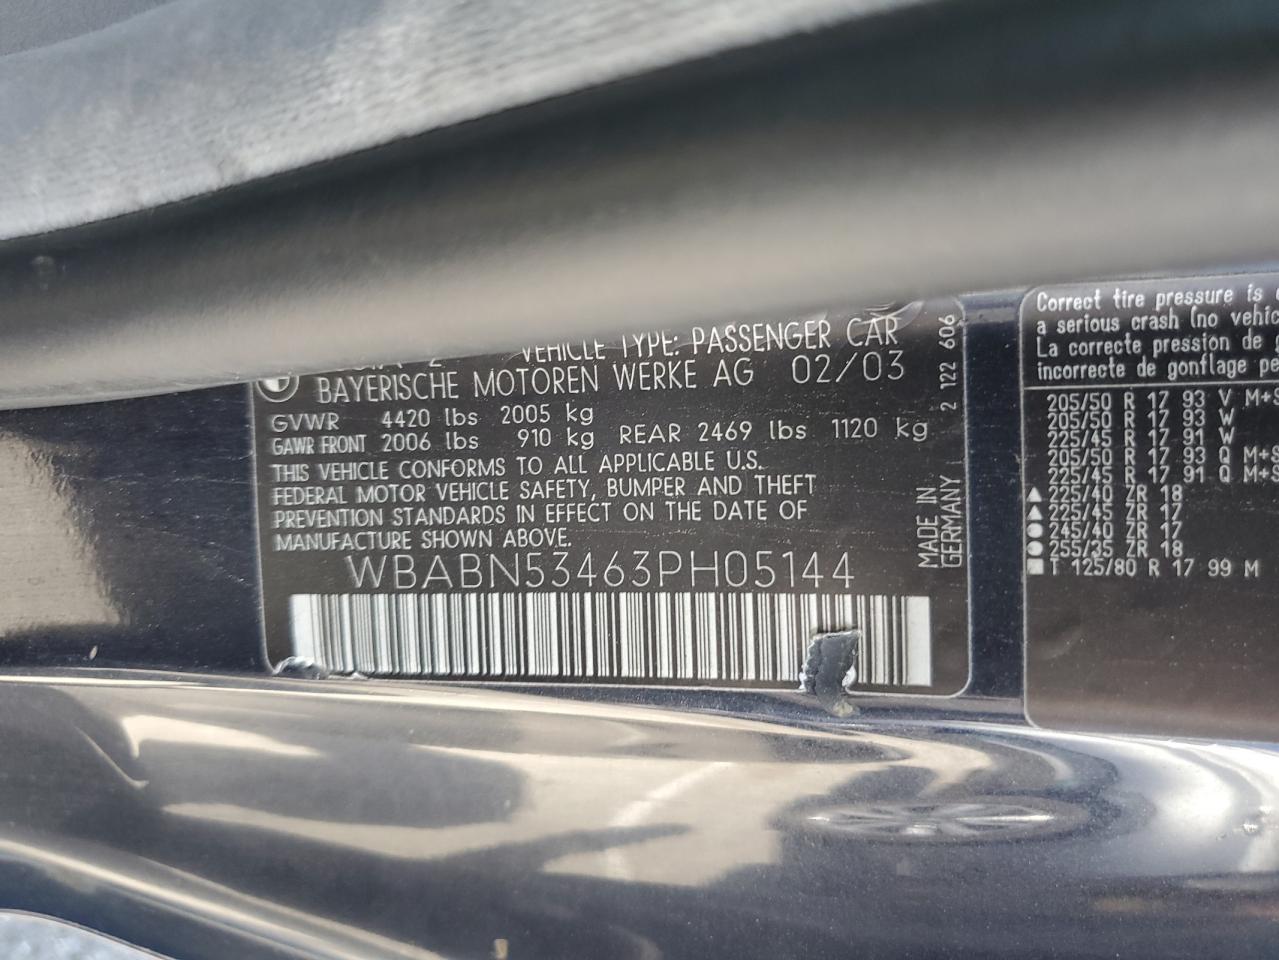 VEHICLE TYPE: PASSENGER CAR
BAYERISCHE MOTOREN WERKE AG 02/03
GVWR 4420 lbs 2005 kg
GAWR FRONT 2006 lbs 910 kg REAR 2469 lbs 1120 kg
THIS VEHICLE CONFORMS TO ALL APPLICABLE U.S.
FEDERAL MOTOR VEHICLE SAFETY, BUMPER AND THEFT
PREVENTION STANDARDS IN EFFECT ON THE DATE OF
MANUFACTURE SHOWN ABOVE.
WBABN53463PH05144
2 122 606
MADE IN
GERMANY
Correct tire pressure is
a serious crash (no vehic
La correcte pression de g
incorrecte de gonflage pe
205/50 R 17 93 V M+S
205/50 R 17 93 W
225/45 R 17 91 W
205/50 R 17 93 Q M+S
225/45 R 17 91 Q M+S
225/40 ZR 18
225/45 ZR 17
245/40 ZR 17
255/35 ZR 18
T 125/80 R 17 99 M